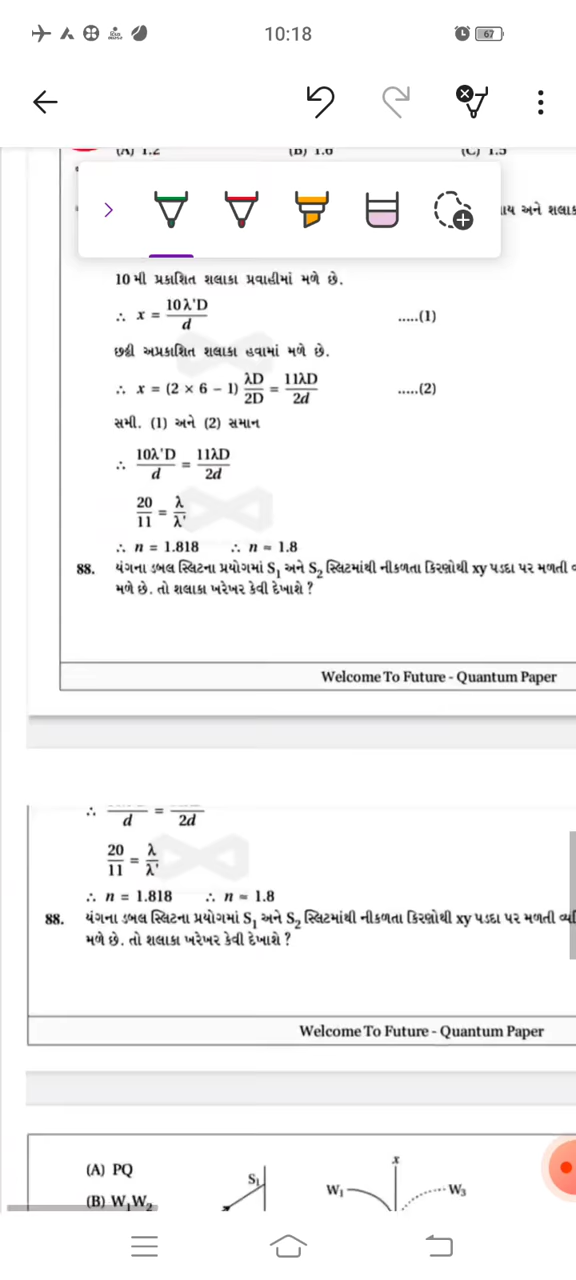 10:18
67
(A) 1.2 (B) 1.6 (C) 1.5
અને શલાક
10 મી પ્રકાશિત શલાકા પ્રવાહીમાં મળે છે.
∴ x = 10λ'D/d .....(1)
છઠ્ઠી અપ્રકાશિત શલાકા હવામાં મળે છે.
∴ x = (2 × 6 − 1) λD/2D = 11λD/2d .....(2)
સમી. (1) અને (2) સમાન
∴ 10λ'D/d = 11λD/2d
20/11 = λ/λ'
∴ n = 1.818 ∴ n ≈ 1.8
88. યંગના ડબલ સ્લિટના પ્રયોગમાં S₁ અને S₂ સ્લિટમાંથી નીકળતા કિરણોથી xy પડદા પર મળતી
મળે છે. તો શલાકા ખરેખર કેવી દેખાશે ?
Welcome To Future - Quantum Paper
∴ d = 2d
20/11 = λ/λ'
∴ n = 1.818 ∴ n ≈ 1.8
88. યંગના ડબલ સ્લિટના પ્રયોગમાં S₁ અને S₂ સ્લિટમાંથી નીકળતા કિરણોથી xy પડદા પર મળતી
મળે છે. તો શલાકા ખરેખર કેવી દેખાશે ?
Welcome To Future - Quantum Paper
(A) PQ
(B) W₁W₂
S₁
x
W₁ W₃